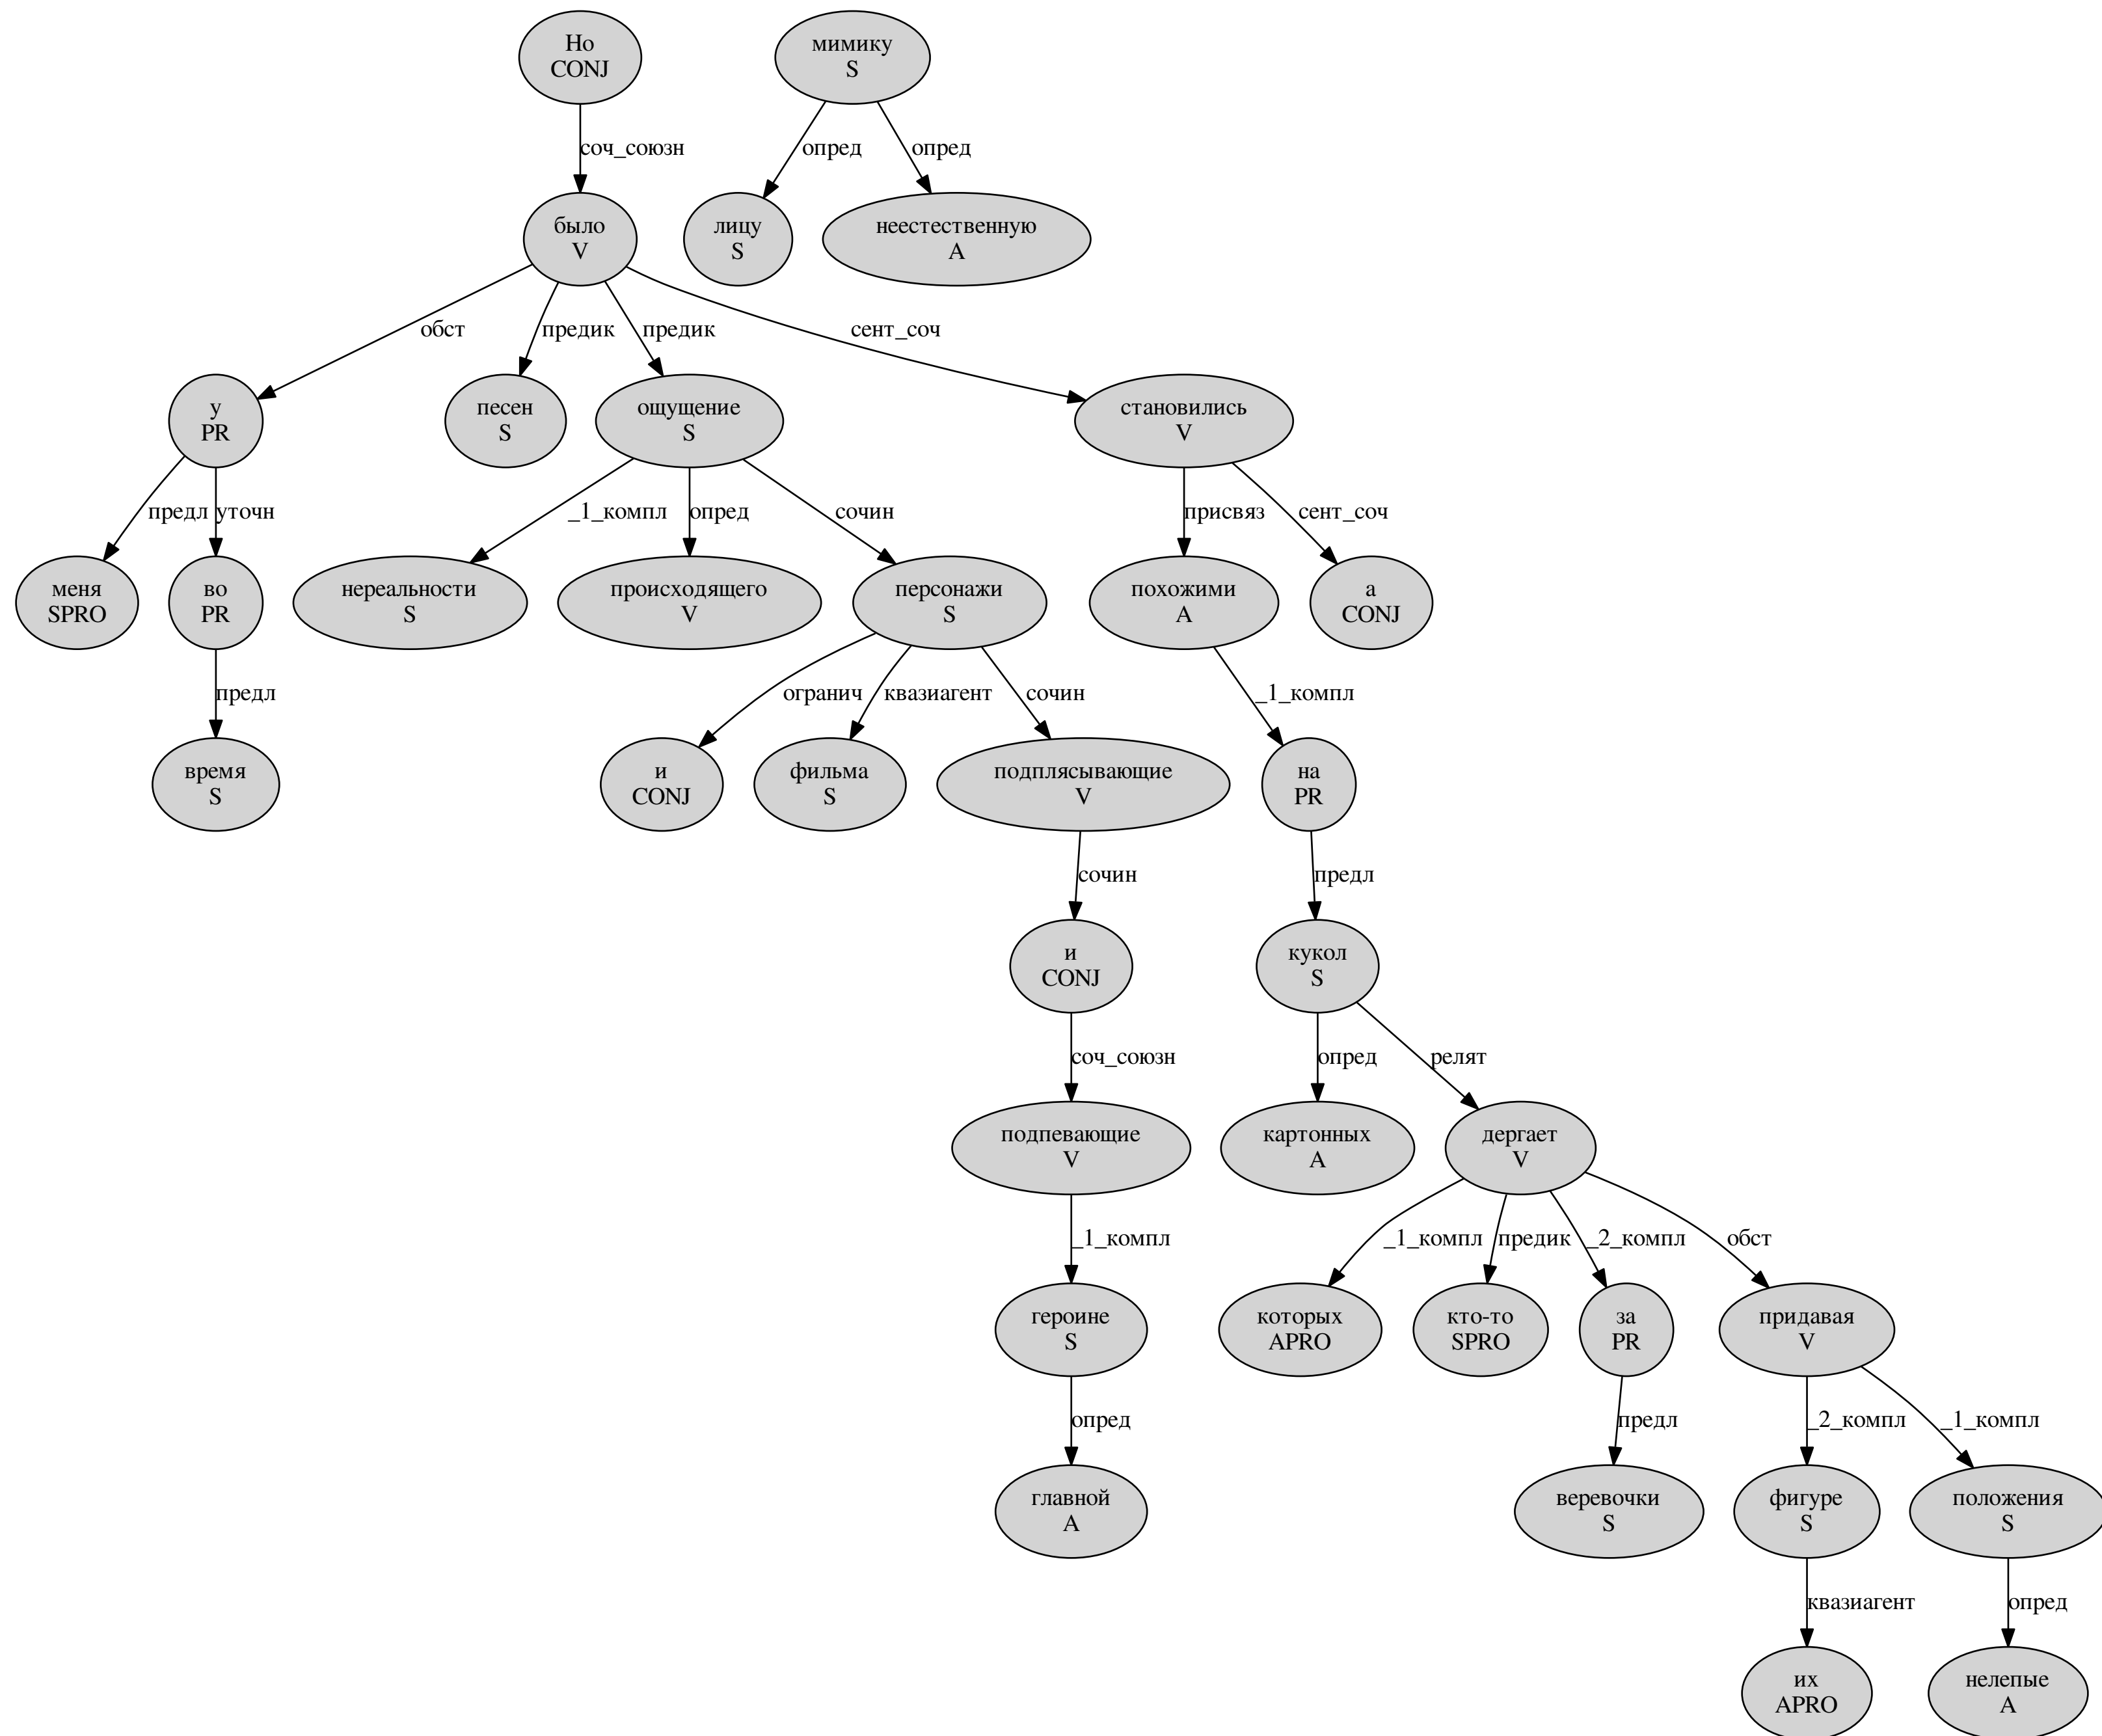 Но
CONJ
мимику
S
соч_союзн
опред
опред
было
V
лицу
S
неестественную
A
обст
предик
предик
сент_соч
у
PR
песен
S
ощущение
S
становились
V
предл
уточн
_1_компл
опред
сочин
присвяз
сент_соч
меня
SPRO
во
PR
нереальности
S
происходящего
V
персонажи
S
похожими
A
а
CONJ
предл
огранич
квазиагент
сочин
_1_компл
время
S
и
CONJ
фильма
S
подплясывающие
V
на
PR
сочин
предл
и
CONJ
кукол
S
соч_союзн
опред
релят
подпевающие
V
картонных
A
дергает
V
_1_компл
_1_компл
предик
_2_компл
обст
героине
S
которых
APRO
кто-то
SPRO
за
PR
придавая
V
опред
предл
_2_компл
_1_компл
главной
A
веревочки
S
фигуре
S
положения
S
квазиагент
опред
их
APRO
нелепые
A